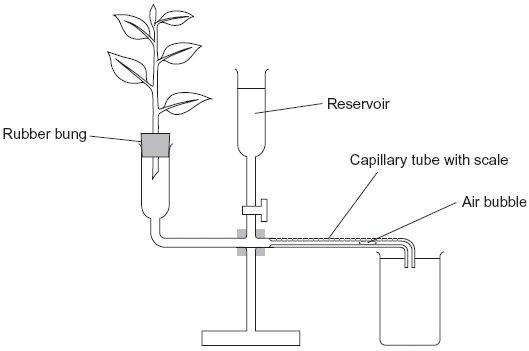 Reservoir
Rubber bung
Capillary tube with scale
Air bubble